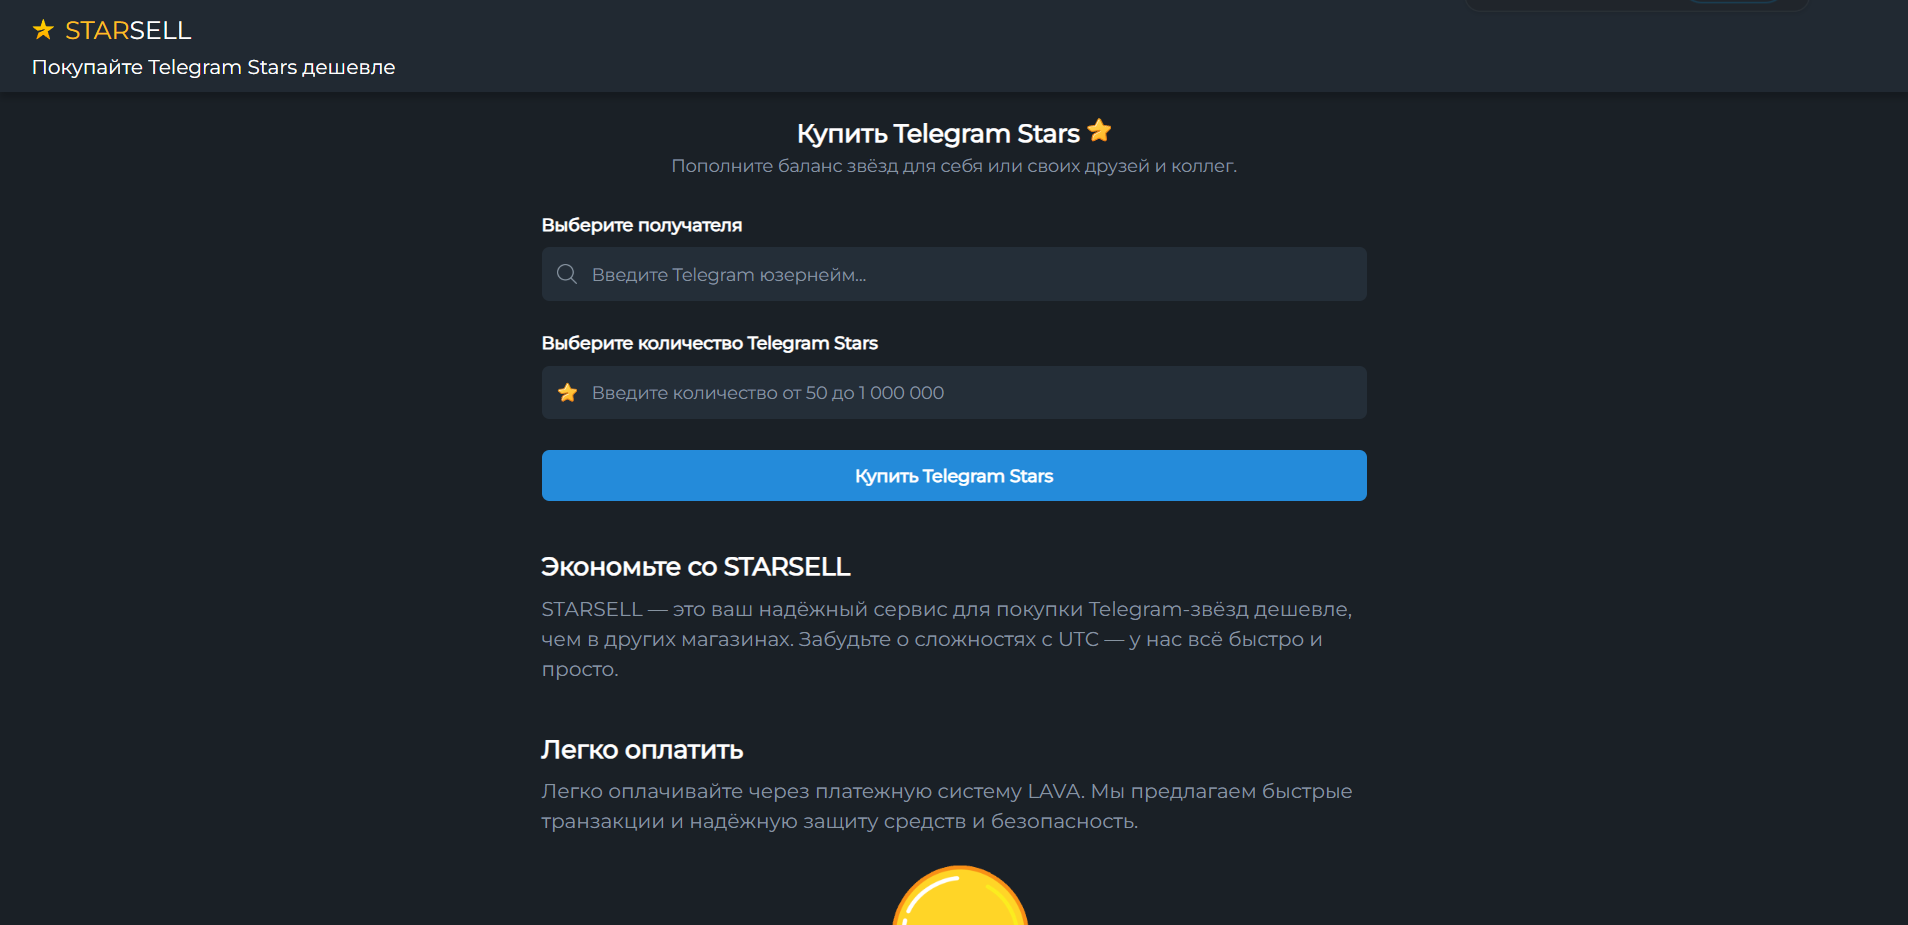 STARSELL
Покупайте Telegram Stars дешевле
Купить Telegram Stars
Пополните баланс звёзд для себя или своих друзей и коллег.
Выберите получателя
Введите Telegram юзернейм...
Выберите количество Telegram Stars
Введите количество от 50 до 1 000 000
Купить Telegram Stars
Экономьте со STARSELL
STARSELL — это ваш надёжный сервис для покупки Telegram-звёзд дешевле,
чем в других магазинах. Забудьте о сложностях с UTC — у нас всё быстро и
просто.
Легко оплатить
Легко оплачивайте через платежную систему LAVA. Мы предлагаем быстрые
транзакции и надёжную защиту средств и безопасность.